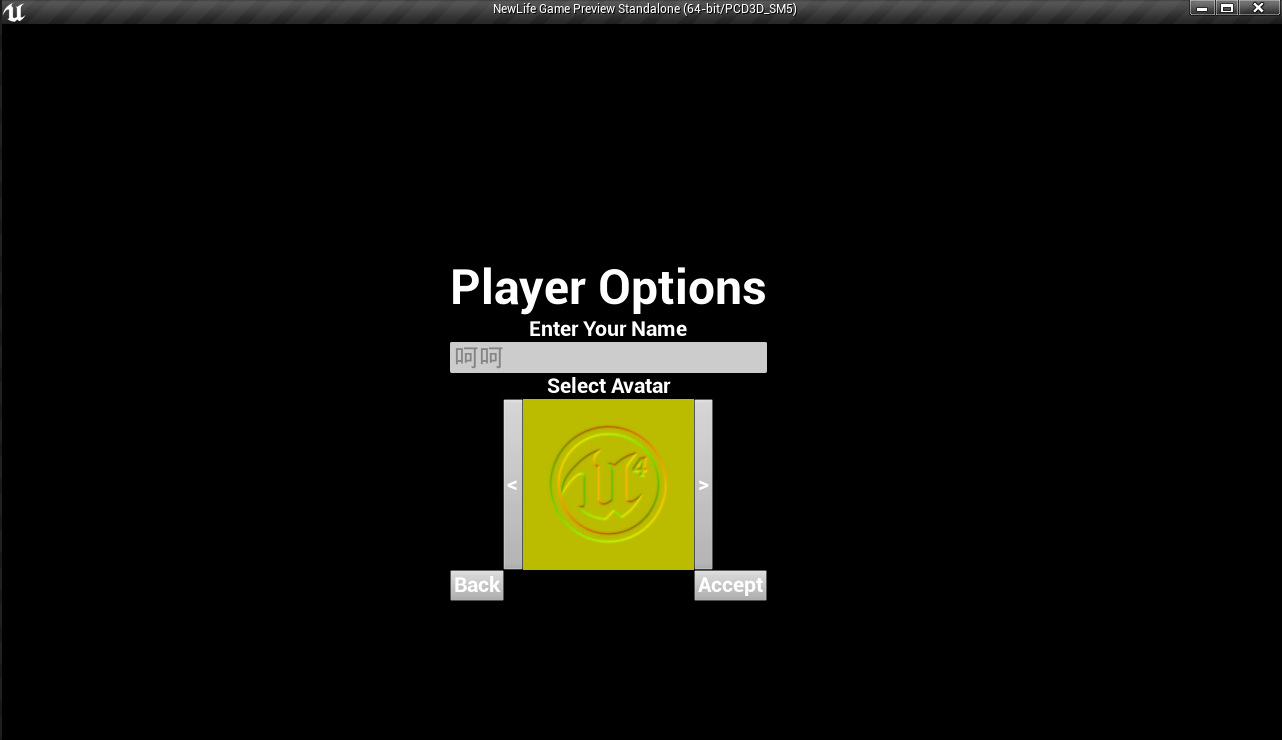 NewLife Game Preview Standalone (64-bit/PCD3D_SM5)
Player Options
Enter Your Name
呵呵
Select Avatar
< >
Back Accept